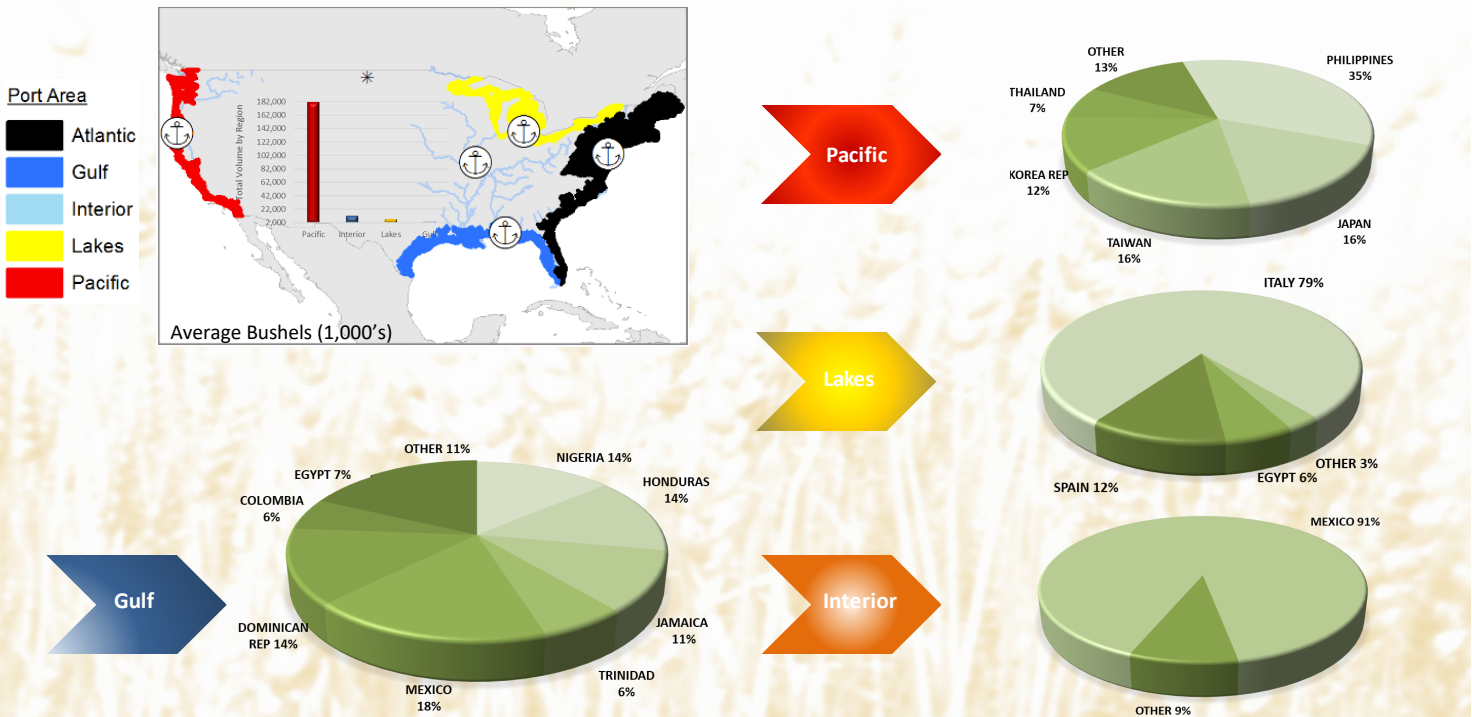 Port Area
Atlantic
Gulf
Interior
Lakes
Pacific
Total Volume by Region
182,000
162,000
142,000
122,000
102,000
82,000
62,000
42,000
22,000
2,000
Pacific
Interior
Lakes
Average Bushels (1,000's)
Pacific
OTHER
13%
PHILIPPINES
35%
THAILAND
7%
KOREA REP
12%
TAIWAN
16%
JAPAN
16%
Lakes
ITALY 79%
OTHER 3%
EGYPT 6%
SPAIN 12%
Gulf
OTHER 11%
NIGERIA 14%
EGYPT 7%
HONDURAS
14%
COLOMBIA
6%
DOMINICAN
REP 14%
JAMAICA
11%
TRINIDAD
6%
MEXICO
18%
Interior
MEXICO 91%
OTHER 9%